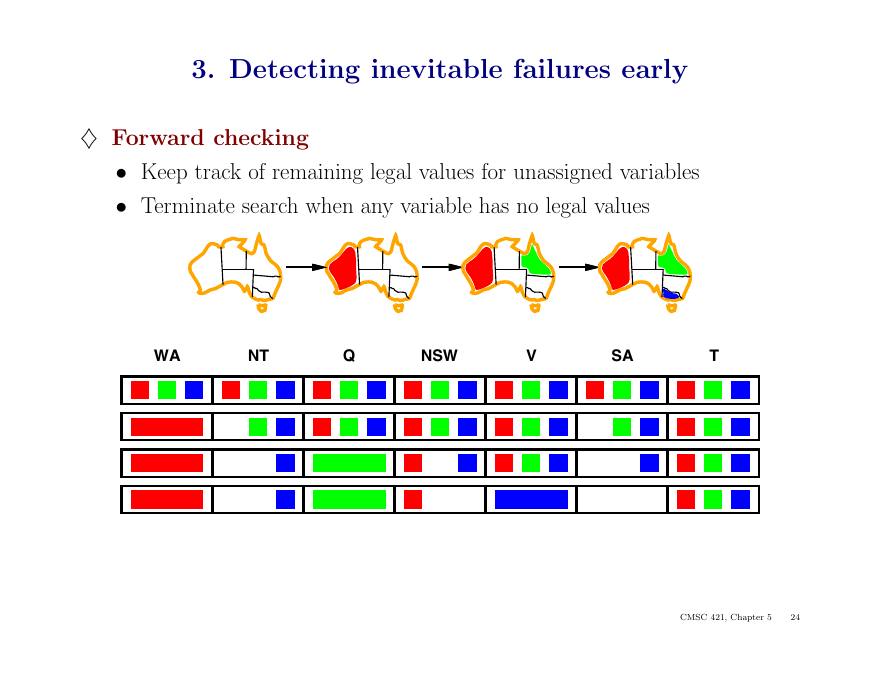 3. Detecting inevitable failures early
♢ Forward checking
• Keep track of remaining legal values for unassigned variables
• Terminate search when any variable has no legal values
WA NT Q NSW V SA T
CMSC 421, Chapter 5 24